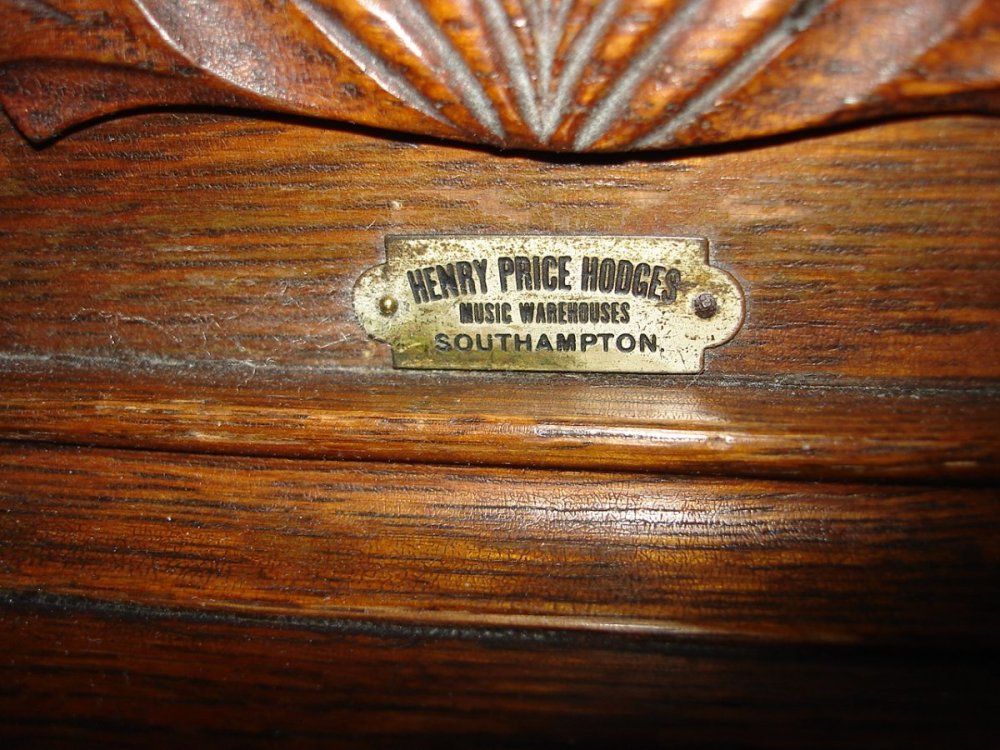 HENRY PRICE HODGES
MUSIC WAREHOUSES
SOUTHAMPTON.